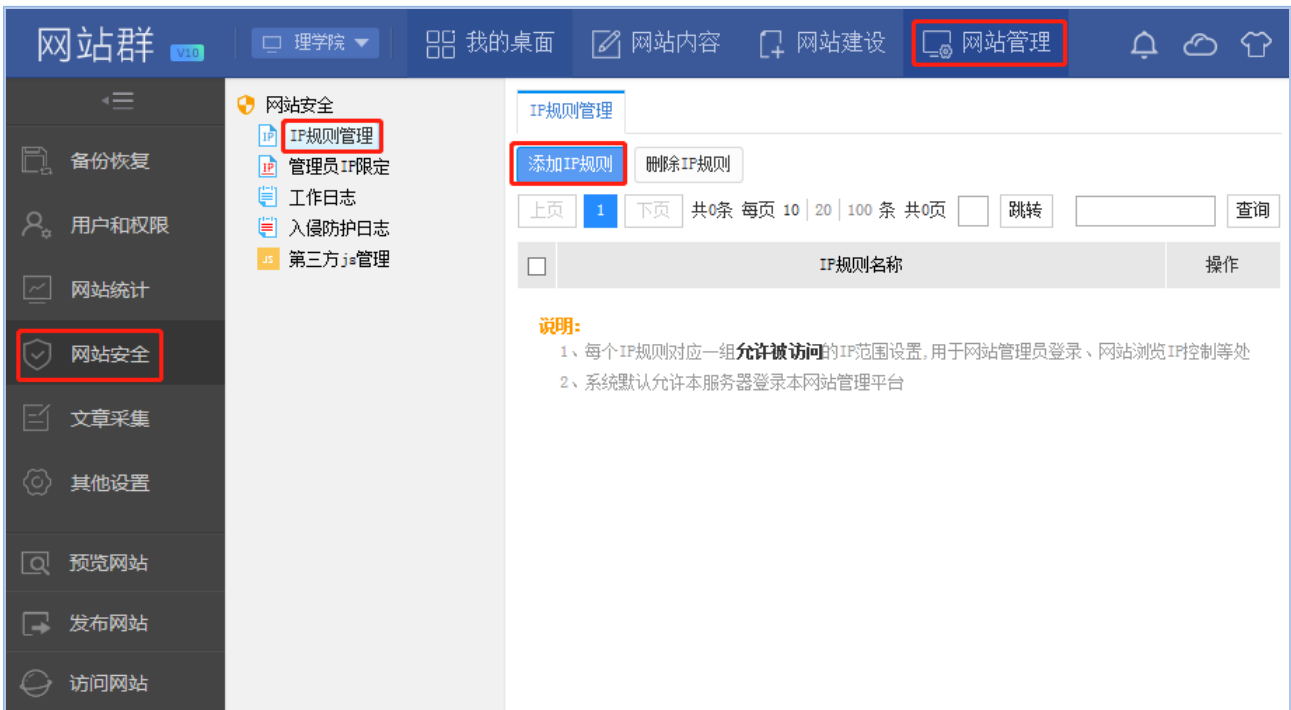 网站群 V10 理学院 我的桌面 网站内容 网站建设 网站管理
备份恢复
用户和权限
网站统计
网站安全
文章采集
其他设置
预览网站
发布网站
访问网站
网站安全
IP IP规则管理
IP 管理员IP限定
工作日志
入侵防护日志
JS 第三方js管理
IP规则管理
添加IP规则 删除IP规则
上页 1 下页 共0条 每页 10 | 20 | 100 条 共0页 跳转 查询
IP规则名称 操作
说明:
1、每个IP规则对应一组允许被访问的IP范围设置,用于网站管理员登录、网站浏览IP控制等处
2、系统默认允许本服务器登录本网站管理平台